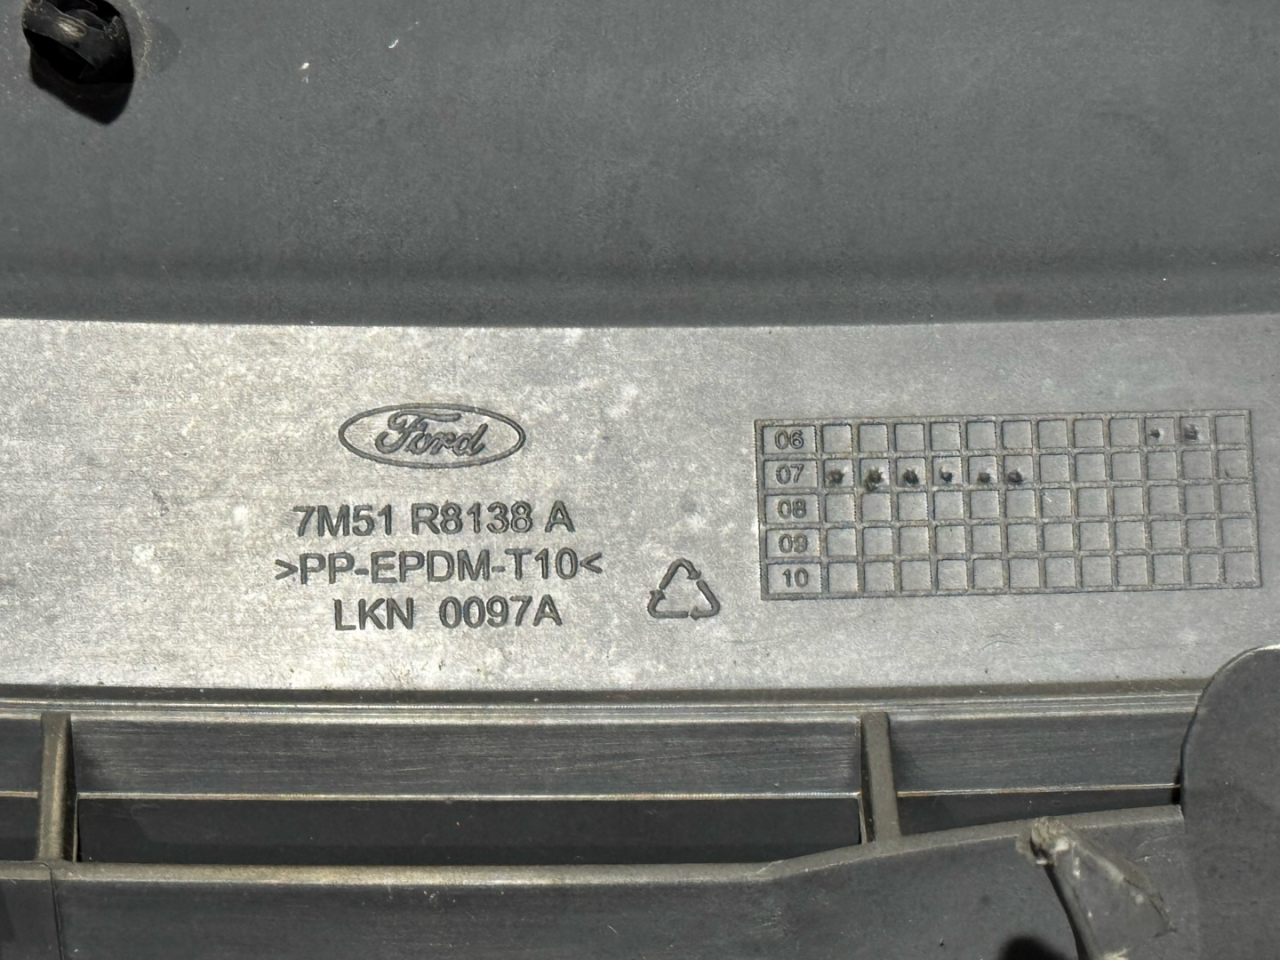 Ford
7M51 R8138 A
>PP-EPDM-T10<
LKN 0097A
06
07
08
09
10